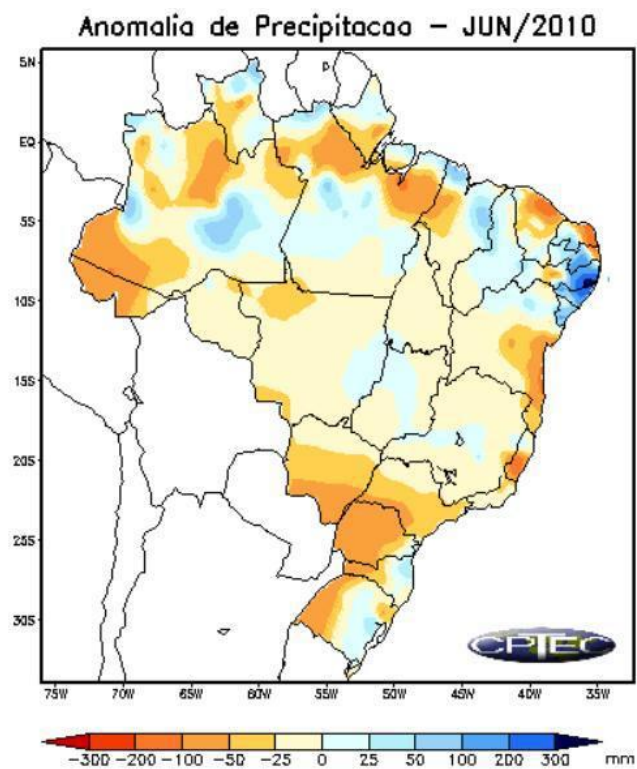 Anomalia de Precipitacao – JUN/2010
5N
EQ
5S
10S
15S
20S
25S
30S
75W 70W 65W 60W 55W 50W 45W 40W 35W
CPTEC
-300 -200 -100 -50 -25 0 25 50 100 200 300 mm